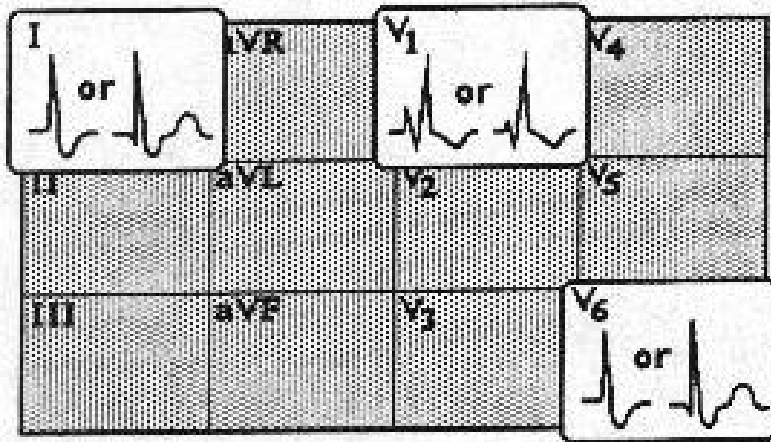 I aVR V1 V4
or or
II aVL V2 V5
III aVF V3 V6
or